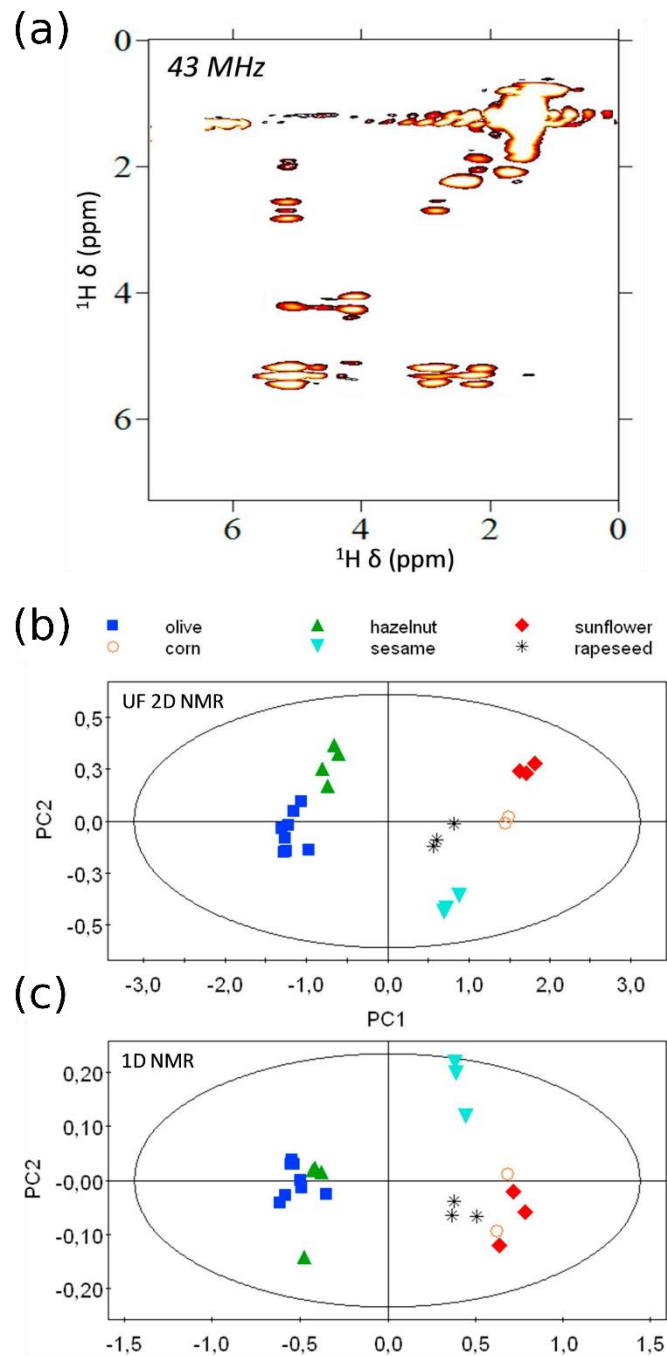 (a)
0
43 MHz
2
4
6
¹H δ (ppm)
6 4 2 0
¹H δ (ppm)
(b)
olive hazelnut sunflower
corn sesame rapeseed
UF 2D NMR
0,5
0,3
0,0
-0,3
-0,5
PC2
-3,0 -2,0 -1,0 0,0 1,0 2,0 3,0
PC1
(c)
1D NMR
0,20
0,10
-0,00
-0,10
-0,20
PC2
-1,5 -1,0 -0,5 0,0 0,5 1,0 1,5